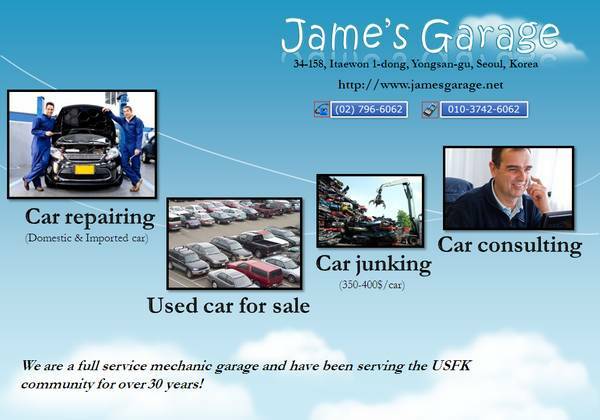 Jame's Garage
34-158, Itaewon 1-dong, Yongsan-gu, Seoul, Korea
http://www.jamesgarage.net
(02) 796-6062
010-3742-6062
Car repairing
(Domestic & Imported car)
Used car for sale
Car junking
(350-400$/car)
Car consulting
We are a full service mechanic garage and have been serving the USFK
community for over 30 years!